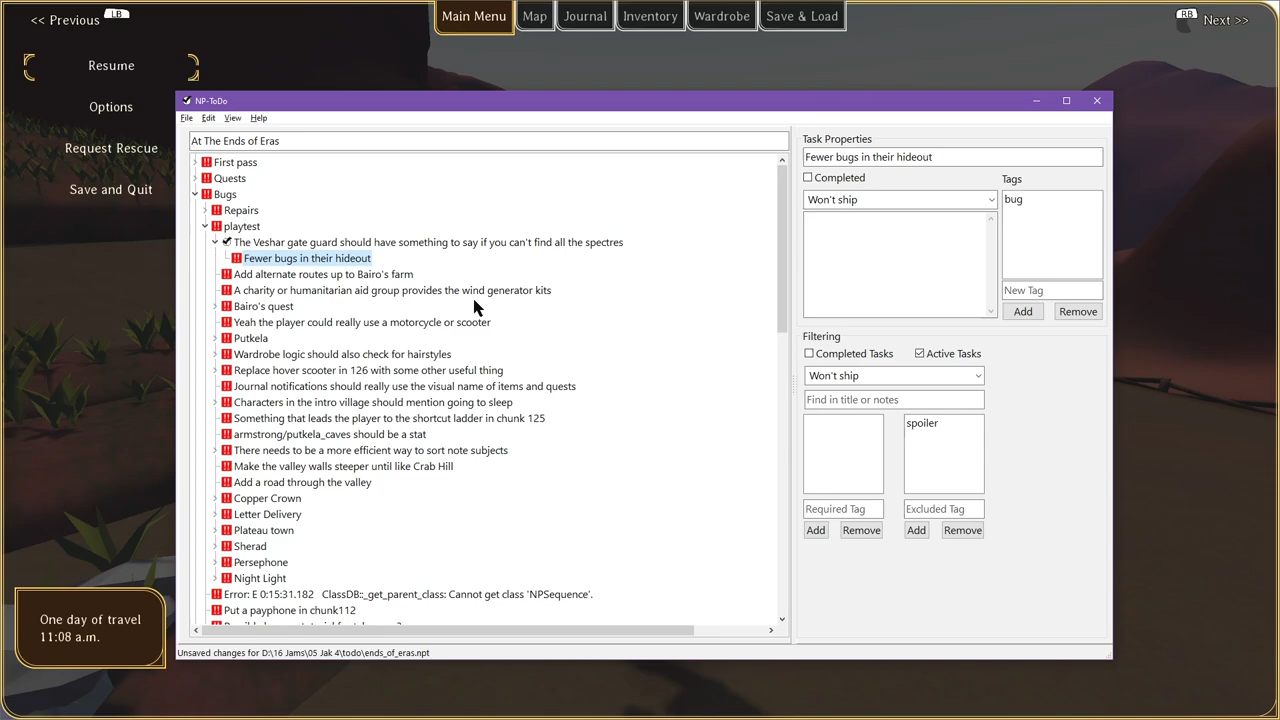 << Previous LB
Main Menu Map Journal Inventory Wardrobe Save & Load
RB Next >>
Resume
Options
Request Rescue
Save and Quit
NP-ToDo
File Edit View Help
At The Ends of Eras
First pass
Quests
Bugs
Repairs
playtest
The Veshar gate guard should have something to say if you can't find all the spectres
Fewer bugs in their hideout
Add alternate routes up to Bairo's farm
A charity or humanitarian aid group provides the wind generator kits
Bairo's quest
Yeah the player could really use a motorcycle or scooter
Putkela
Wardrobe logic should also check for hairstyles
Replace hover scooter in 126 with some other useful thing
Journal notifications should really use the visual name of items and quests
Characters in the intro village should mention going to sleep
Something that leads the player to the shortcut ladder in chunk 125
armstrong/putkela_caves should be a stat
There needs to be a more efficient way to sort note subjects
Make the valley walls steeper until like Crab Hill
Add a road through the valley
Copper Crown
Letter Delivery
Plateau town
Sherad
Persephone
Night Light
Error: E 0:15:31.182 ClassDB::_get_parent_class: Cannot get class 'NPSequence'.
Put a payphone in chunk112
Task Properties
Fewer bugs in their hideout
Completed
Won't ship
Tags
bug
New Tag
Add Remove
Filtering
Completed Tasks Active Tasks
Won't ship
Find in title or notes
spoiler
Required Tag Excluded Tag
Add Remove Add Remove
Unsaved changes for D:\16 Jams\05 Jak 4\todo\ends_of_eras.npt
One day of travel
11:08 a.m.